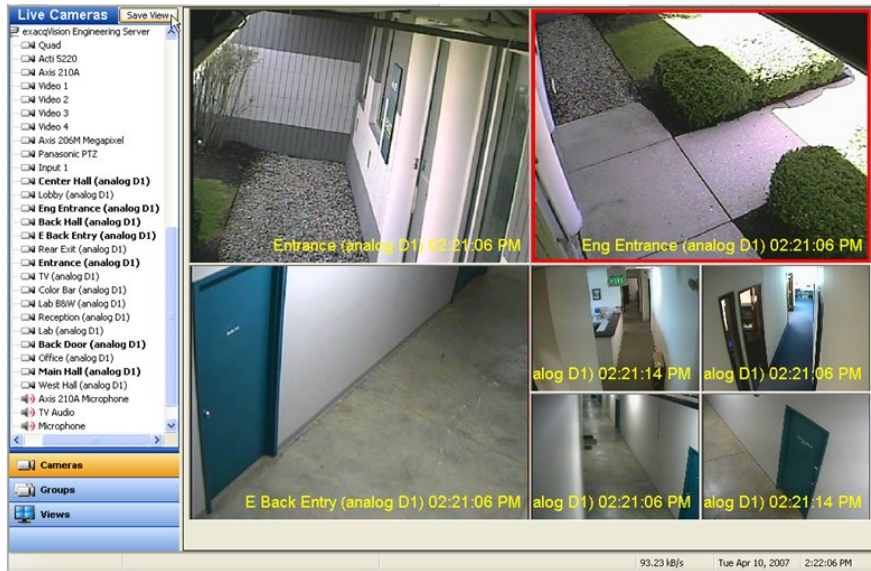 Live Cameras
Save View
exacqVision Engineering Server
Quad
Acti 5220
Axis 210A
Video 1
Video 2
Video 3
Video 4
Axis 206M Megapixel
Panasonic PTZ
Input 1
Center Hall (analog D1)
Lobby (analog D1)
Eng Entrance (analog D1)
Back Hall (analog D1)
E Back Entry (analog D1)
Rear Exit (analog D1)
Entrance (analog D1)
TV (analog D1)
Color Bar (analog D1)
Lab B&W (analog D1)
Reception (analog D1)
Lab (analog D1)
Back Door (analog D1)
Office (analog D1)
Main Hall (analog D1)
West Hall (analog D1)
Axis 210A Microphone
TV Audio
Microphone
Cameras
Groups
Views
Entrance (analog D1) 02:21:06 PM
Eng Entrance (analog D1) 02:21:06 PM
E Back Entry (analog D1) 02:21:06 PM
alog D1) 02:21:14 PM
alog D1) 02:21:06 PM
alog D1) 02:21:06 PM
alog D1) 02:21:14 PM
93.23 kB/s
Tue Apr 10, 2007
2:22:06 PM